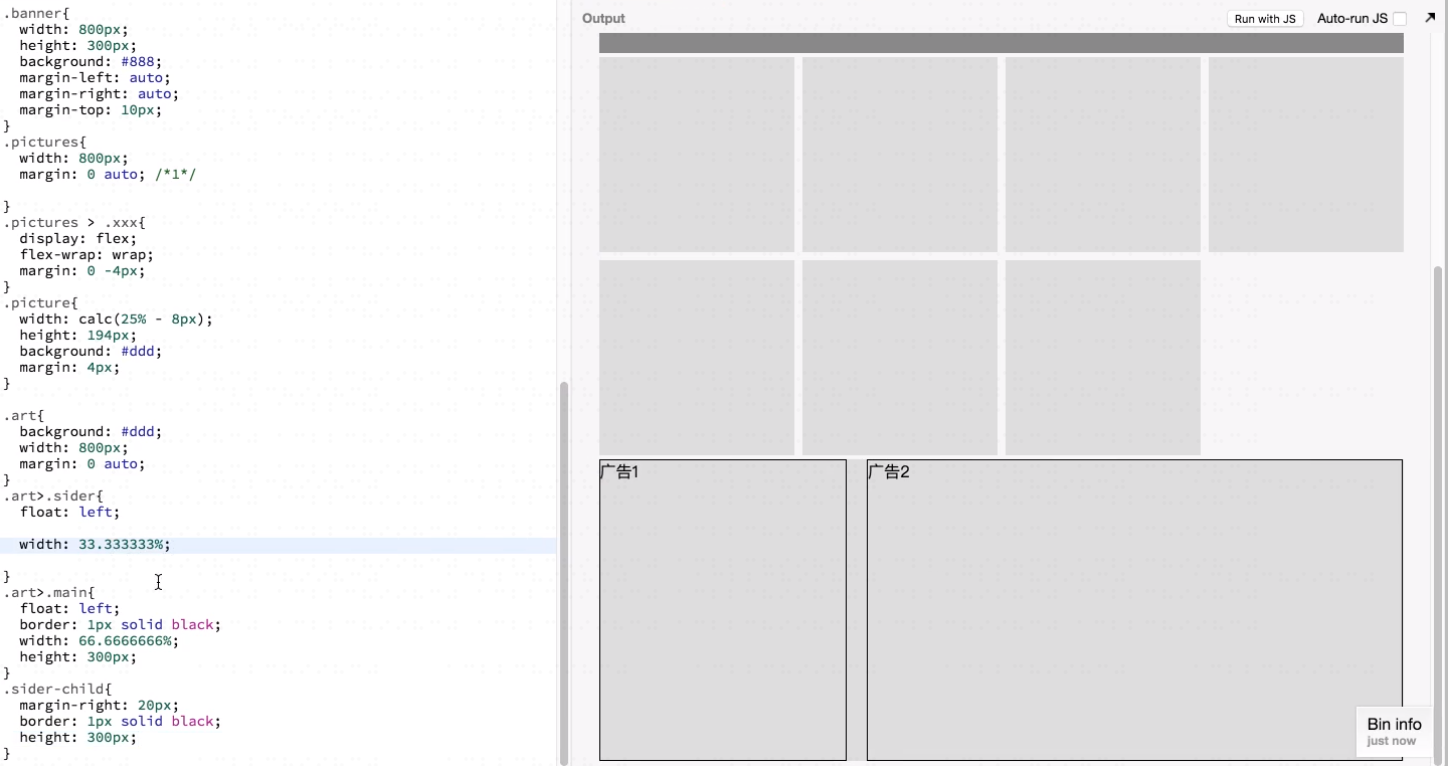 .banner{
width: 800px;
height: 300px;
background: #888;
margin-left: auto;
margin-right: auto;
margin-top: 10px;
}
.pictures{
width: 800px;
margin: 0 auto; /*1*/
}
.pictures > .xxx{
display: flex;
flex-wrap: wrap;
margin: 0 -4px;
}
.picture{
width: calc(25% - 8px);
height: 194px;
background: #ddd;
margin: 4px;
}
.art{
background: #ddd;
width: 800px;
margin: 0 auto;
}
.art>.sider{
float: left;
width: 33.333333%;
}
.art>.main{
float: left;
border: 1px solid black;
width: 66.6666666%;
height: 300px;
}
.sider-child{
margin-right: 20px;
border: 1px solid black;
height: 300px;
}
Output
Run with JS
Auto-run JS
广告1
广告2
Bin info
just now